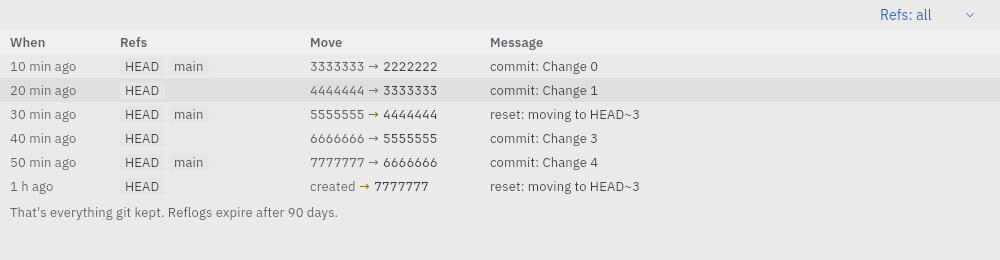 Refs: all
When Refs Move Message
10 min ago HEAD main 3333333 → 2222222 commit: Change 0
20 min ago HEAD 4444444 → 3333333 commit: Change 1
30 min ago HEAD main 5555555 → 4444444 reset: moving to HEAD~3
40 min ago HEAD 6666666 → 5555555 commit: Change 3
50 min ago HEAD main 7777777 → 6666666 commit: Change 4
1 h ago HEAD created → 7777777 reset: moving to HEAD~3
That's everything git kept. Reflogs expire after 90 days.